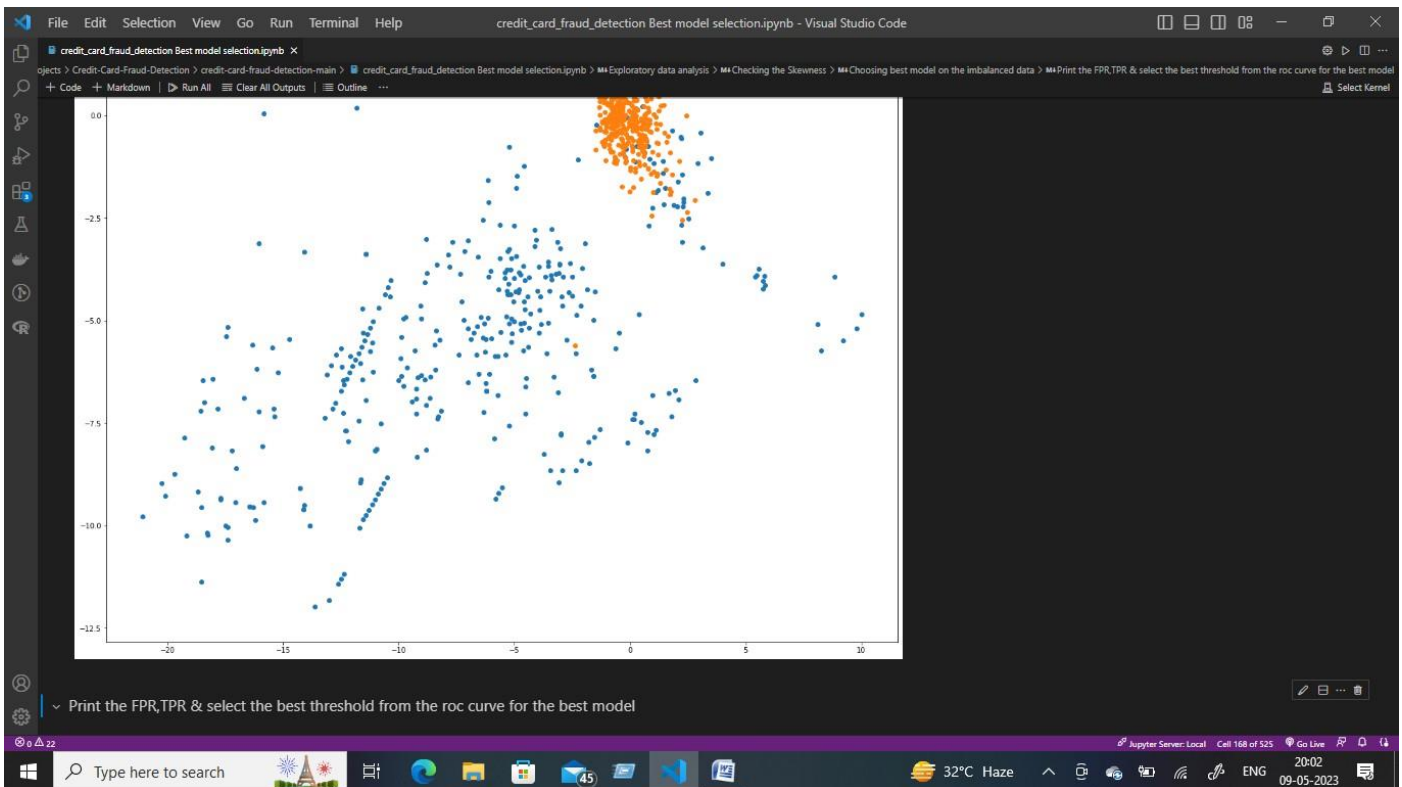 File Edit Selection View Go Run Terminal Help credit_card_fraud_detection Best model selection.ipynb - Visual Studio Code
credit_card_fraud_detection Best model selection.ipynb
ojects > Credit-Card-Fraud-Detection > credit-card-fraud-detection-main > credit_card_fraud_detection Best model selection.ipynb > M↓Exploratory data analysis > M↓Checking the Skewness > M↓Choosing best model on the imbalanced data > M↓Print the FPR,TPR & select the best threshold from the roc curve for the best model
+ Code + Markdown | Run All Clear All Outputs | Outline ...
Select Kernel
0.0
−2.5
−5.0
−7.5
−10.0
−12.5
−20 −15 −10 −5 0 5 10
3
Print the FPR,TPR & select the best threshold from the roc curve for the best model
0 22 Jupyter Server: Local Cell 168 of 525 Go Live
Type here to search 45 32°C Haze ENG 20:02
09-05-2023